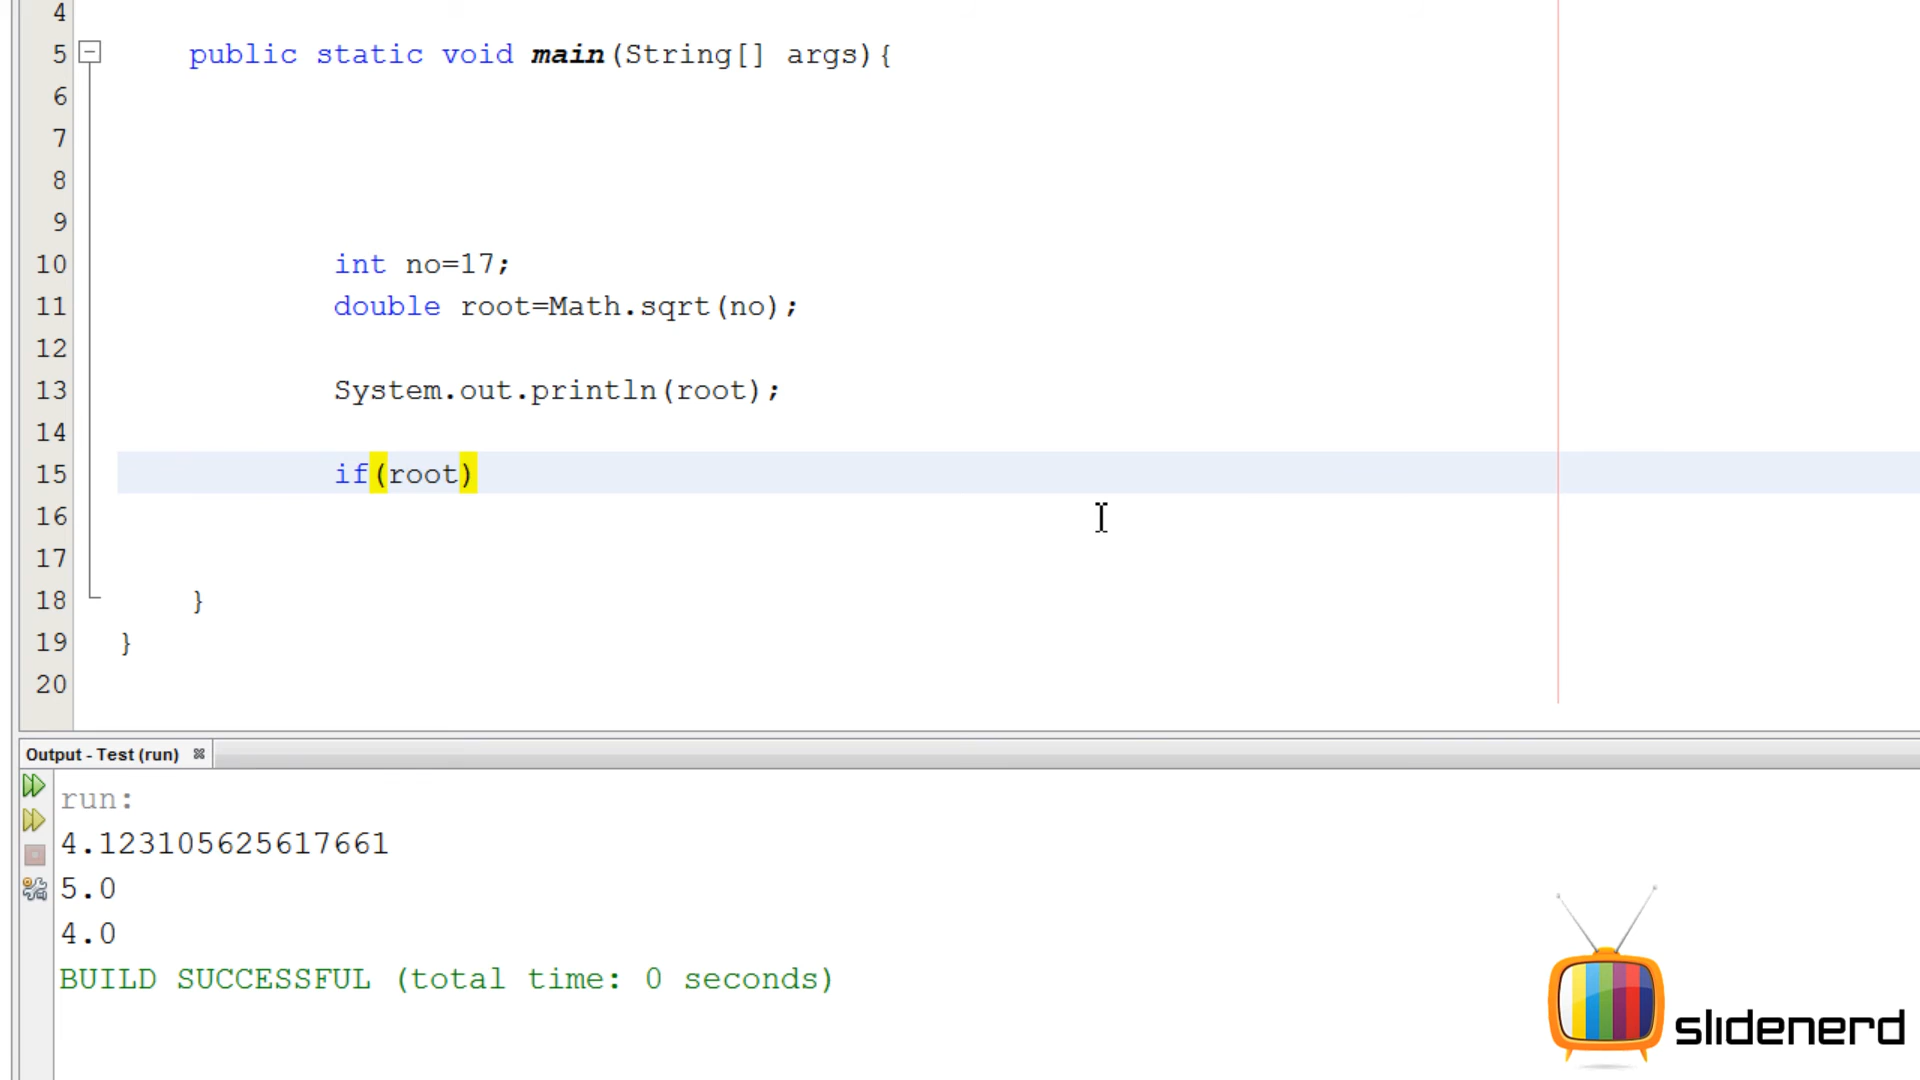 4
5 public static void main(String[] args){
6
7
8
9
10 int no=17;
11 double root=Math.sqrt(no);
12
13 System.out.println(root);
14
15 if(root)
16
17
18 }
19 }
20
Output - Test (run)
run:
4.123105625617661
5.0
4.0
BUILD SUCCESSFUL (total time: 0 seconds)
slidenerd